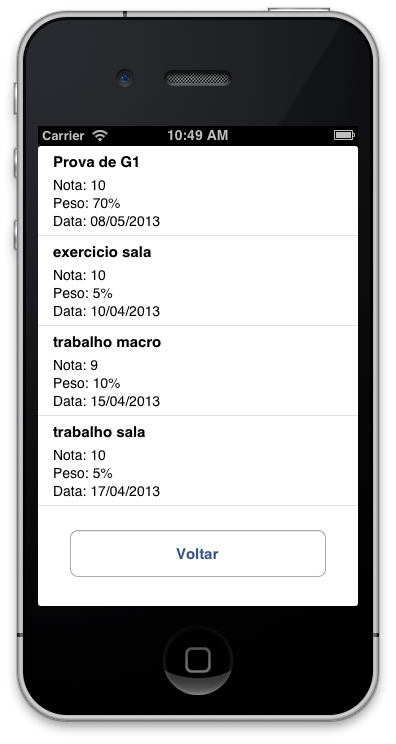 Carrier 10:49 AM
Prova de G1
Nota: 10
Peso: 70%
Data: 08/05/2013
exercicio sala
Nota: 10
Peso: 5%
Data: 10/04/2013
trabalho macro
Nota: 9
Peso: 10%
Data: 15/04/2013
trabalho sala
Nota: 10
Peso: 5%
Data: 17/04/2013
Voltar